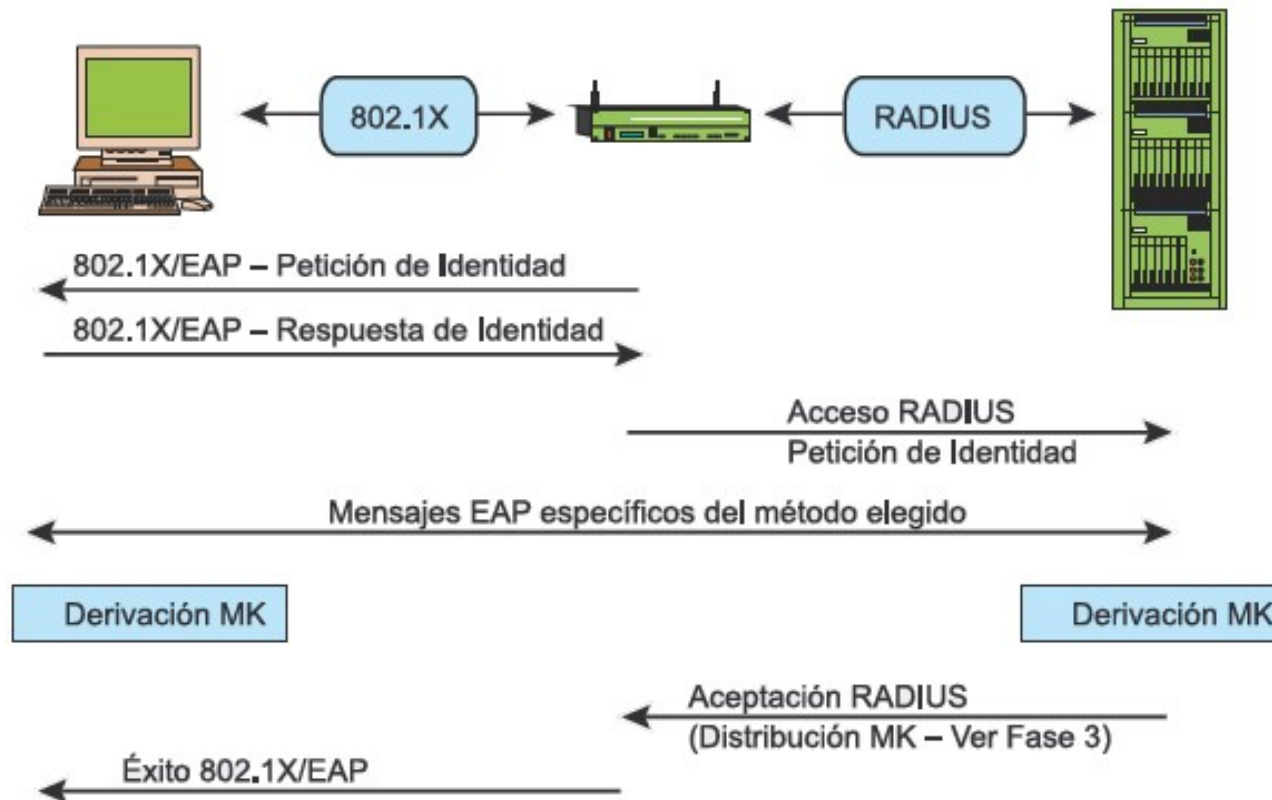 802.1X
RADIUS
802.1X/EAP – Petición de Identidad
802.1X/EAP – Respuesta de Identidad
Acceso RADIUS
Petición de Identidad
Mensajes EAP específicos del método elegido
Derivación MK
Derivación MK
Aceptación RADIUS
(Distribución MK – Ver Fase 3)
Éxito 802.1X/EAP